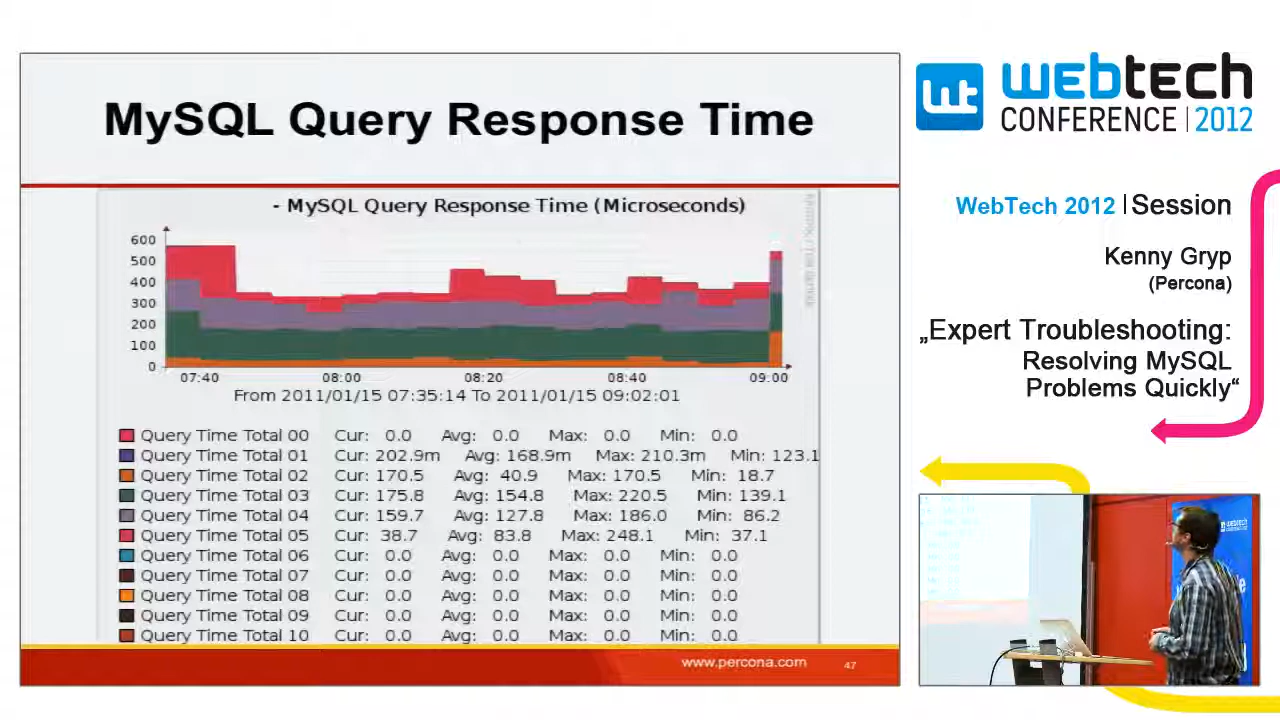 MySQL Query Response Time
- MySQL Query Response Time (Microseconds)
600
500
400
300
200
100
0
07:40 08:00 08:20 08:40 09:00
From 2011/01/15 07:35:14 To 2011/01/15 09:02:01
Query Time Total 00 Cur: 0.0 Avg: 0.0 Max: 0.0 Min: 0.0
Query Time Total 01 Cur: 202.9m Avg: 168.9m Max: 210.3m Min: 123.1
Query Time Total 02 Cur: 170.5 Avg: 40.9 Max: 170.5 Min: 18.7
Query Time Total 03 Cur: 175.8 Avg: 154.8 Max: 220.5 Min: 139.1
Query Time Total 04 Cur: 159.7 Avg: 127.8 Max: 186.0 Min: 86.2
Query Time Total 05 Cur: 38.7 Avg: 83.8 Max: 248.1 Min: 37.1
Query Time Total 06 Cur: 0.0 Avg: 0.0 Max: 0.0 Min: 0.0
Query Time Total 07 Cur: 0.0 Avg: 0.0 Max: 0.0 Min: 0.0
Query Time Total 08 Cur: 0.0 Avg: 0.0 Max: 0.0 Min: 0.0
Query Time Total 09 Cur: 0.0 Avg: 0.0 Max: 0.0 Min: 0.0
Query Time Total 10 Cur: 0.0 Avg: 0.0 Max: 0.0 Min: 0.0
www.percona.com 47
wt webtech
CONFERENCE | 2012
WebTech 2012 | Session
Kenny Gryp
(Percona)
„Expert Troubleshooting:
Resolving MySQL
Problems Quickly“
webtech
CONFERENCE